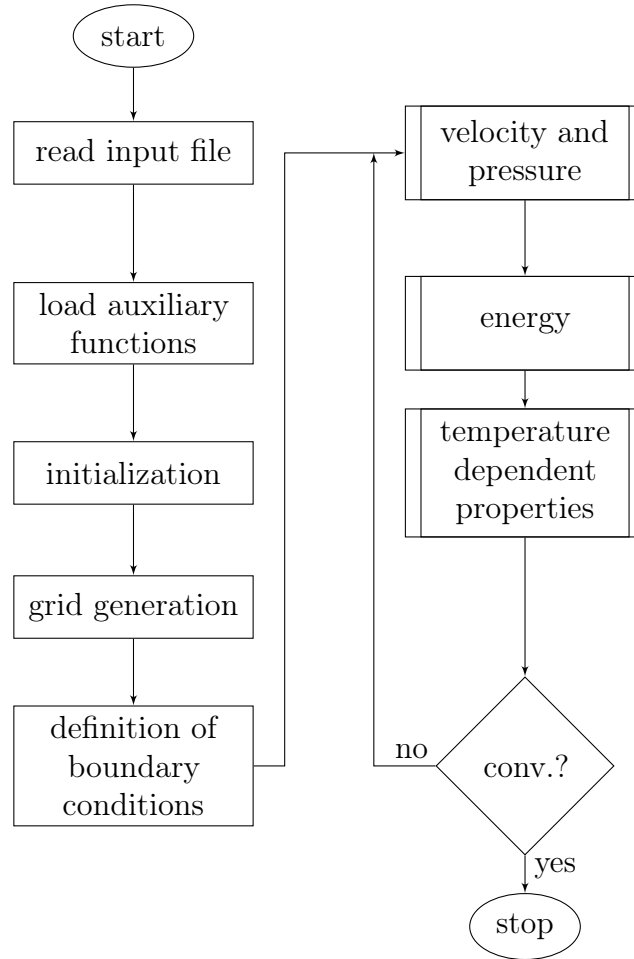 start
read input file
load auxiliary
functions
initialization
grid generation
definition of
boundary
conditions
velocity and
pressure
energy
temperature
dependent
properties
conv.?
no
yes
stop